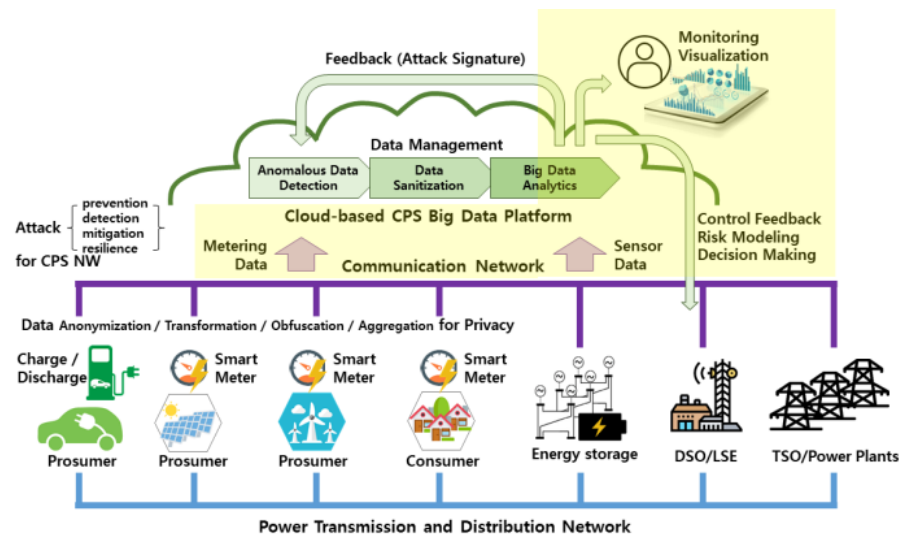 Feedback (Attack Signature)
Monitoring
Visualization
Data Management
Anomalous Data
Detection
Data
Sanitization
Big Data
Analytics
Cloud-based CPS Big Data Platform
Attack
prevention
detection
mitigation
resilience
for CPS NW
Metering
Data
Communication Network
Sensor
Data
Control Feedback
Risk Modeling
Decision Making
Data Anonymization / Transformation / Obfuscation / Aggregation for Privacy
Charge /
Discharge
Smart
Meter
Smart
Meter
Smart
Meter
Prosumer
Prosumer
Prosumer
Consumer
Energy storage
DSO/LSE
TSO/Power Plants
Power Transmission and Distribution Network